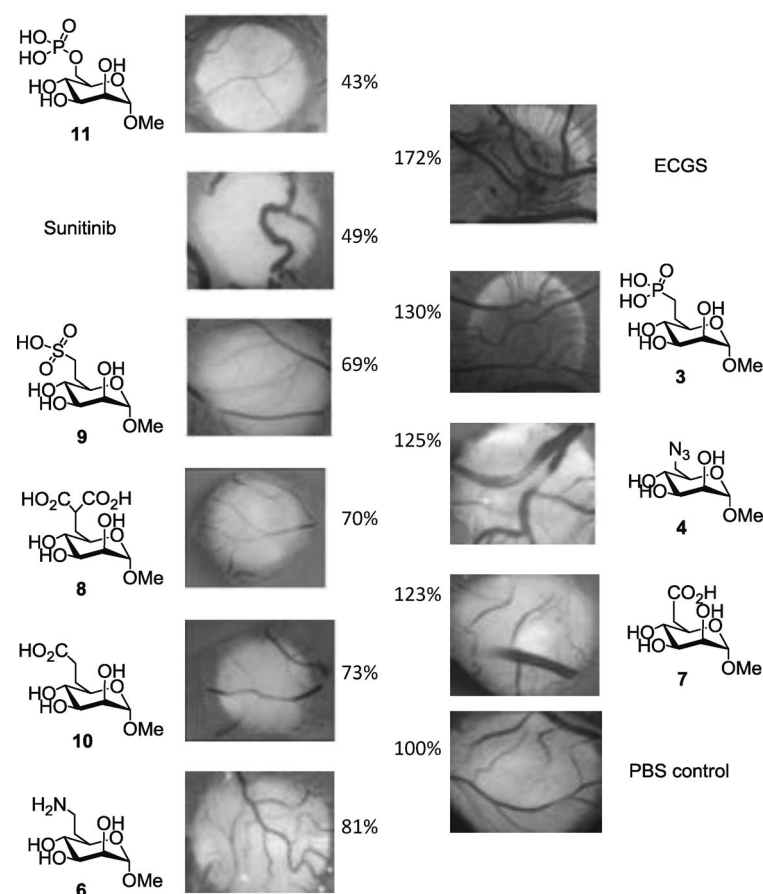 HO
O
P
HO
O
OH
HO
O
HO
OMe
11
43%
Sunitinib
49%
O
HO
S
O
OH
HO
O
HO
OMe
9
69%
HO₂C
CO₂H
OH
HO
O
HO
OMe
8
70%
HO₂C
OH
HO
O
HO
OMe
10
73%
H₂N
OH
HO
O
HO
OMe
6
81%
172%
ECGS
130%
O
HO
P
HO
OH
HO
O
HO
OMe
3
125%
N₃
OH
HO
O
HO
OMe
4
123%
CO₂H
OH
HO
O
HO
OMe
7
100%
PBS control